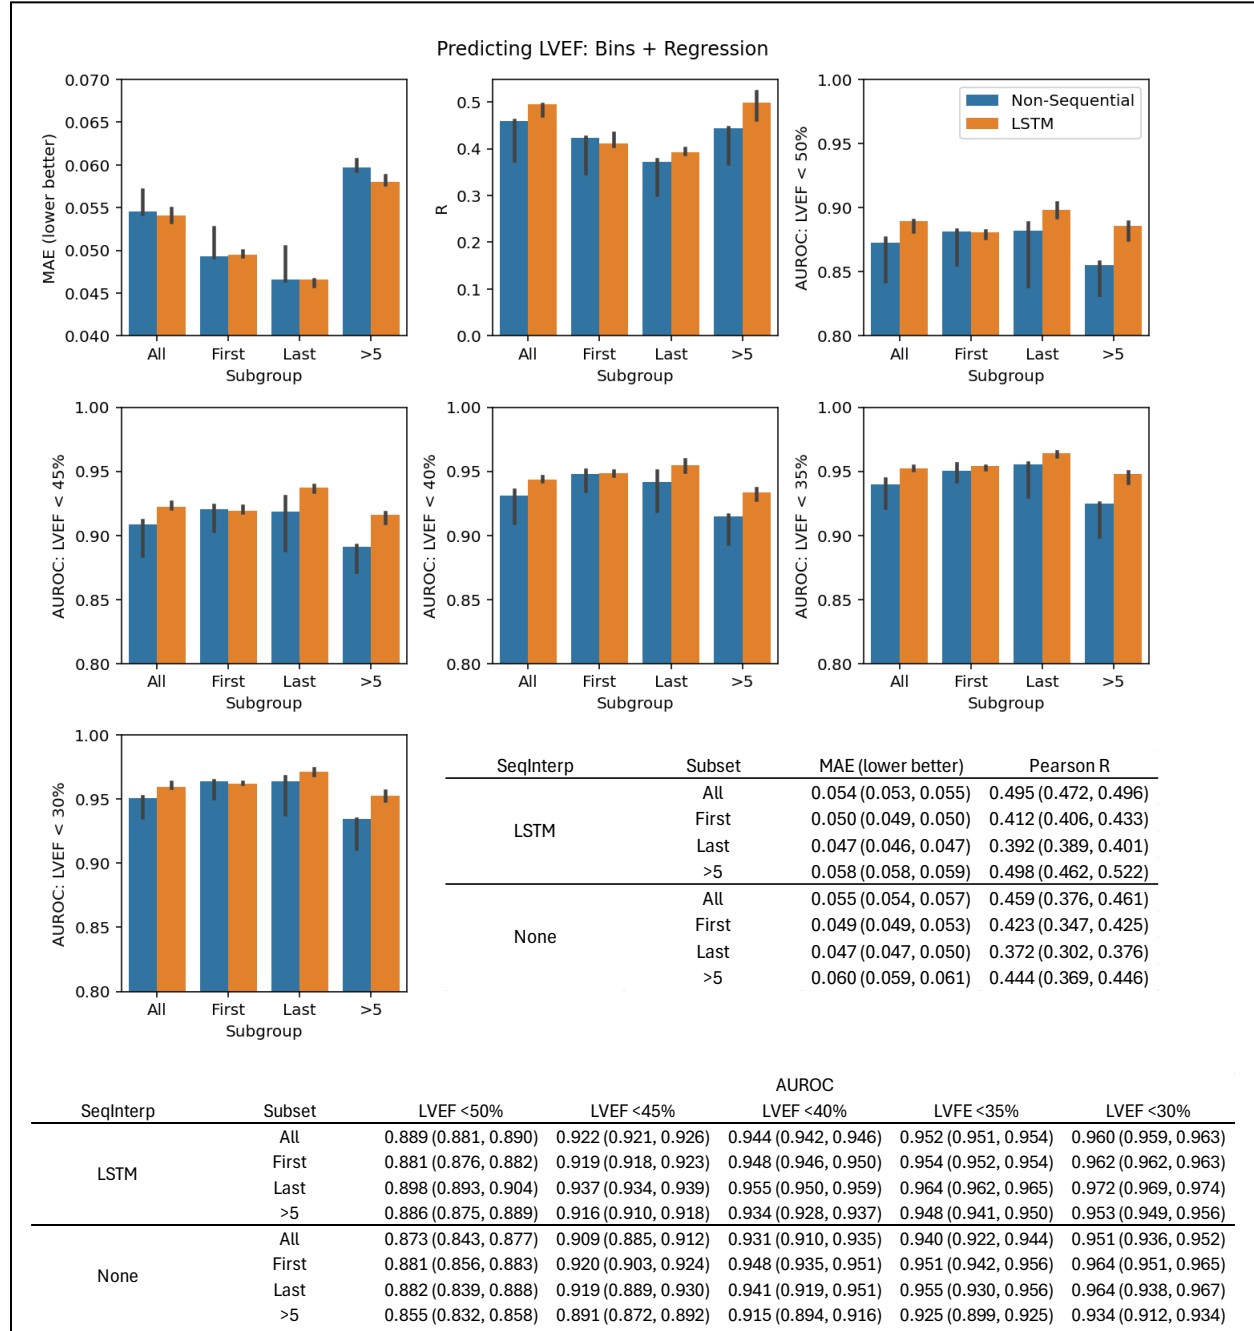 Predicting LVEF: Bins + Regression
0.070
0.065
0.060
0.055
0.050
0.045
0.040
MAE (lower better)
All First Last >5
Subgroup
0.5
0.4
0.3
0.2
0.1
0.0
R
All First Last >5
Subgroup
1.00
0.95
0.90
0.85
0.80
AUROC: LVEF < 50%
Non-Sequential
LSTM
All First Last >5
Subgroup
1.00
0.95
0.90
0.85
0.80
AUROC: LVEF < 45%
All First Last >5
Subgroup
1.00
0.95
0.90
0.85
0.80
AUROC: LVEF < 40%
All First Last >5
Subgroup
1.00
0.95
0.90
0.85
0.80
AUROC: LVEF < 35%
All First Last >5
Subgroup
1.00
0.95
0.90
0.85
0.80
AUROC: LVEF < 30%
All First Last >5
Subgroup
SeqInterp Subset MAE (lower better) Pearson R
LSTM
All 0.054 (0.053, 0.055) 0.495 (0.472, 0.496)
First 0.050 (0.049, 0.050) 0.412 (0.406, 0.433)
Last 0.047 (0.046, 0.047) 0.392 (0.389, 0.401)
>5 0.058 (0.058, 0.059) 0.498 (0.462, 0.522)
None
All 0.055 (0.054, 0.057) 0.459 (0.376, 0.461)
First 0.049 (0.049, 0.053) 0.423 (0.347, 0.425)
Last 0.047 (0.047, 0.050) 0.372 (0.302, 0.376)
>5 0.060 (0.059, 0.061) 0.444 (0.369, 0.446)
AUROC
SeqInterp Subset LVEF <50% LVEF <45% LVEF <40% LVFE <35% LVEF <30%
LSTM
All 0.889 (0.881, 0.890) 0.922 (0.921, 0.926) 0.944 (0.942, 0.946) 0.952 (0.951, 0.954) 0.960 (0.959, 0.963)
First 0.881 (0.876, 0.882) 0.919 (0.918, 0.923) 0.948 (0.946, 0.950) 0.954 (0.952, 0.954) 0.962 (0.962, 0.963)
Last 0.898 (0.893, 0.904) 0.937 (0.934, 0.939) 0.955 (0.950, 0.959) 0.964 (0.962, 0.965) 0.972 (0.969, 0.974)
>5 0.886 (0.875, 0.889) 0.916 (0.910, 0.918) 0.934 (0.928, 0.937) 0.948 (0.941, 0.950) 0.953 (0.949, 0.956)
None
All 0.873 (0.843, 0.877) 0.909 (0.885, 0.912) 0.931 (0.910, 0.935) 0.940 (0.922, 0.944) 0.951 (0.936, 0.952)
First 0.881 (0.856, 0.883) 0.920 (0.903, 0.924) 0.948 (0.935, 0.951) 0.951 (0.942, 0.956) 0.964 (0.951, 0.965)
Last 0.882 (0.839, 0.888) 0.919 (0.889, 0.930) 0.941 (0.919, 0.951) 0.955 (0.930, 0.956) 0.964 (0.938, 0.967)
>5 0.855 (0.832, 0.858) 0.891 (0.872, 0.892) 0.915 (0.894, 0.916) 0.925 (0.899, 0.925) 0.934 (0.912, 0.934)